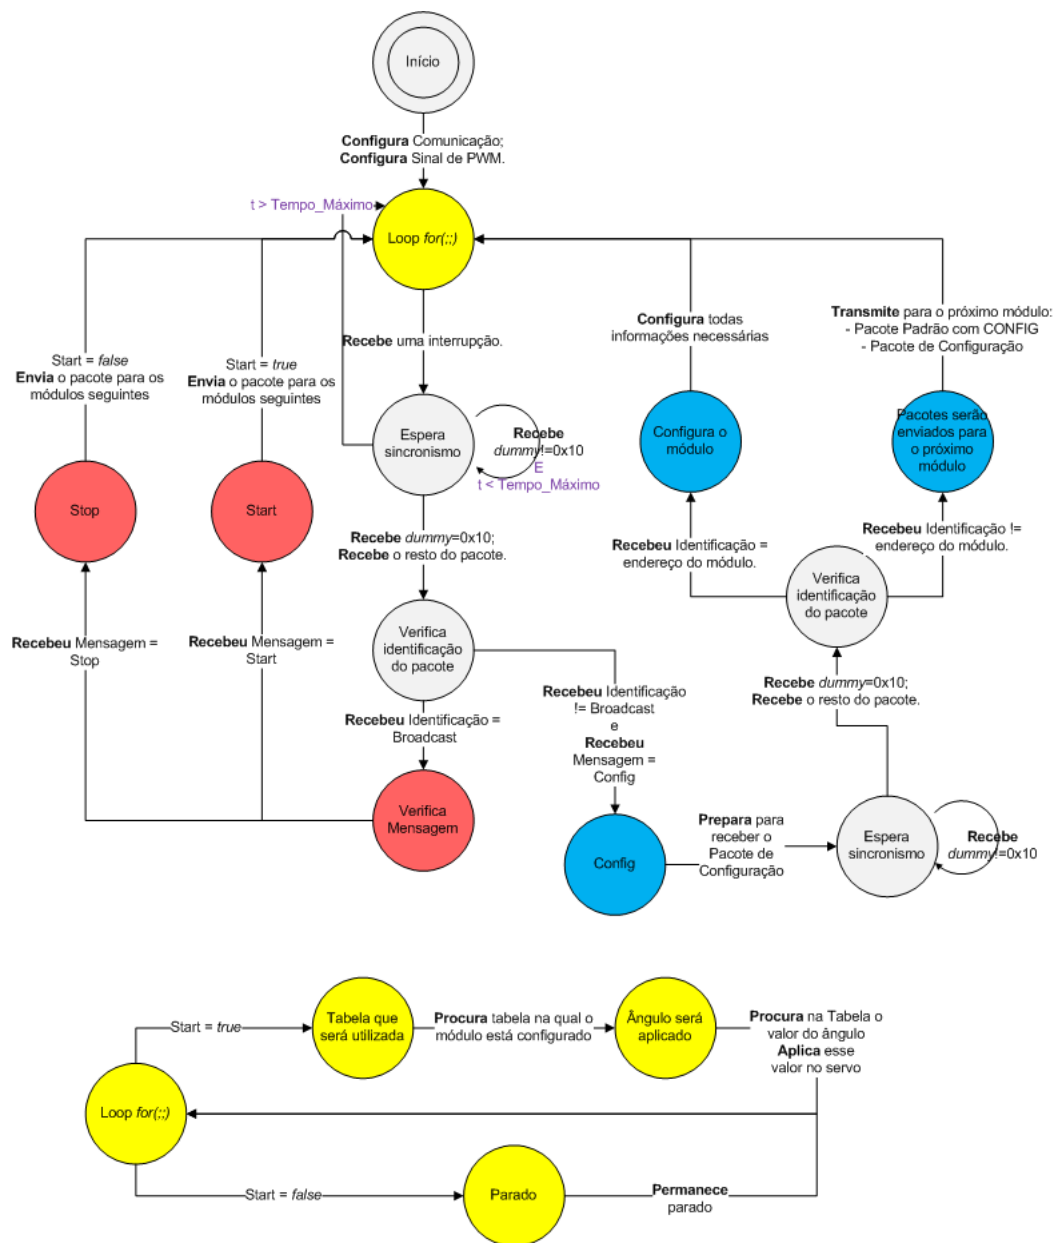 Início
Configura Comunicação;
Configura Sinal de PWM.
t > Tempo_Máximo
Loop for(;;)
Recebe uma interrupção.
Start = false
Envia o pacote para os
módulos seguintes
Start = true
Envia o pacote para os
módulos seguintes
Configura todas
informações necessárias
Transmite para o próximo módulo:
- Pacote Padrão com CONFIG
- Pacote de Configuração
Espera
sincronismo
Recebe
dummy!=0x10
E
t < Tempo_Máximo
Configura o
módulo
Pacotes serão
enviados para
o próximo
módulo
Stop
Start
Recebe dummy=0x10;
Recebe o resto do pacote.
Recebeu Identificação =
endereço do módulo.
Recebeu Identificação !=
endereço do módulo.
Verifica
identificação
do pacote
Verifica
identificação
do pacote
Recebeu Mensagem =
Stop
Recebeu Mensagem =
Start
Recebeu Identificação =
Broadcast
Recebeu Identificação
!= Broadcast
e
Recebeu
Mensagem =
Config
Recebe dummy=0x10;
Recebe o resto do pacote.
Verifica
Mensagem
Config
Prepara para
receber o
Pacote de
Configuração
Espera
sincronismo
Recebe
dummy!=0x10
Start = true
Tabela que
será utilizada
Procura tabela na qual o
módulo está configurado
Ângulo será
aplicado
Procura na Tabela o
valor do ângulo
Aplica esse
valor no servo
Loop for(;;)
Start = false
Parado
Permanece
parado